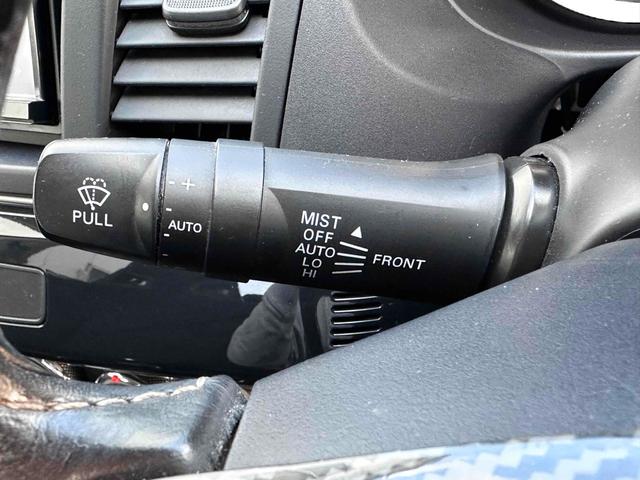 PULL
- +
-
AUTO
-
MIST
OFF
AUTO
LO
HI
FRONT